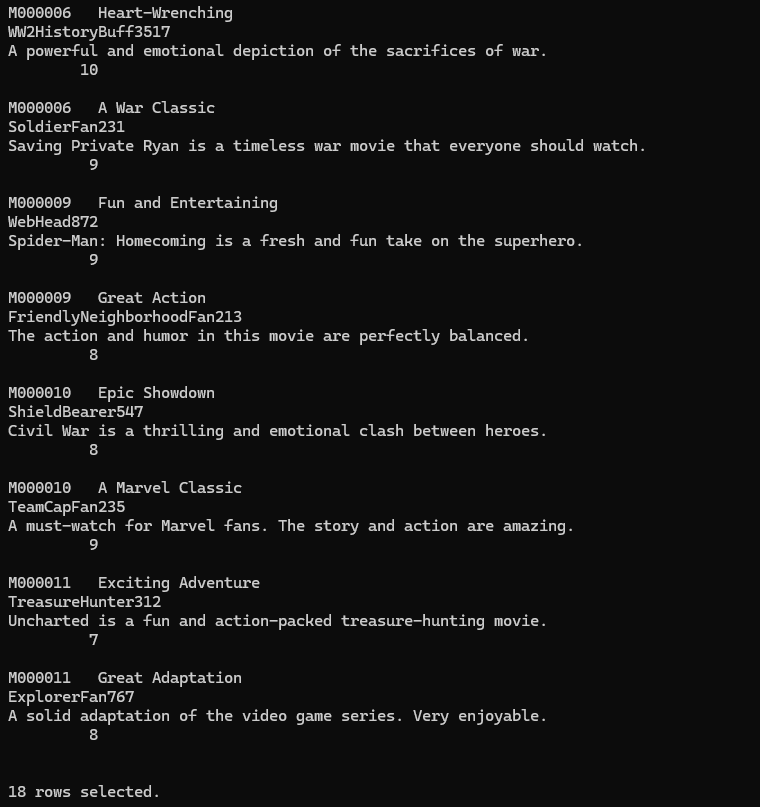 M000006   Heart-Wrenching
WW2HistoryBuff3517
A powerful and emotional depiction of the sacrifices of war.
        10

M000006   A War Classic
SoldierFan231
Saving Private Ryan is a timeless war movie that everyone should watch.
         9

M000009   Fun and Entertaining
WebHead872
Spider-Man: Homecoming is a fresh and fun take on the superhero.
         9

M000009   Great Action
FriendlyNeighborhoodFan213
The action and humor in this movie are perfectly balanced.
         8

M000010   Epic Showdown
ShieldBearer547
Civil War is a thrilling and emotional clash between heroes.
         8

M000010   A Marvel Classic
TeamCapFan235
A must-watch for Marvel fans. The story and action are amazing.
         9

M000011   Exciting Adventure
TreasureHunter312
Uncharted is a fun and action-packed treasure-hunting movie.
         7

M000011   Great Adaptation
ExplorerFan767
A solid adaptation of the video game series. Very enjoyable.
         8

18 rows selected.